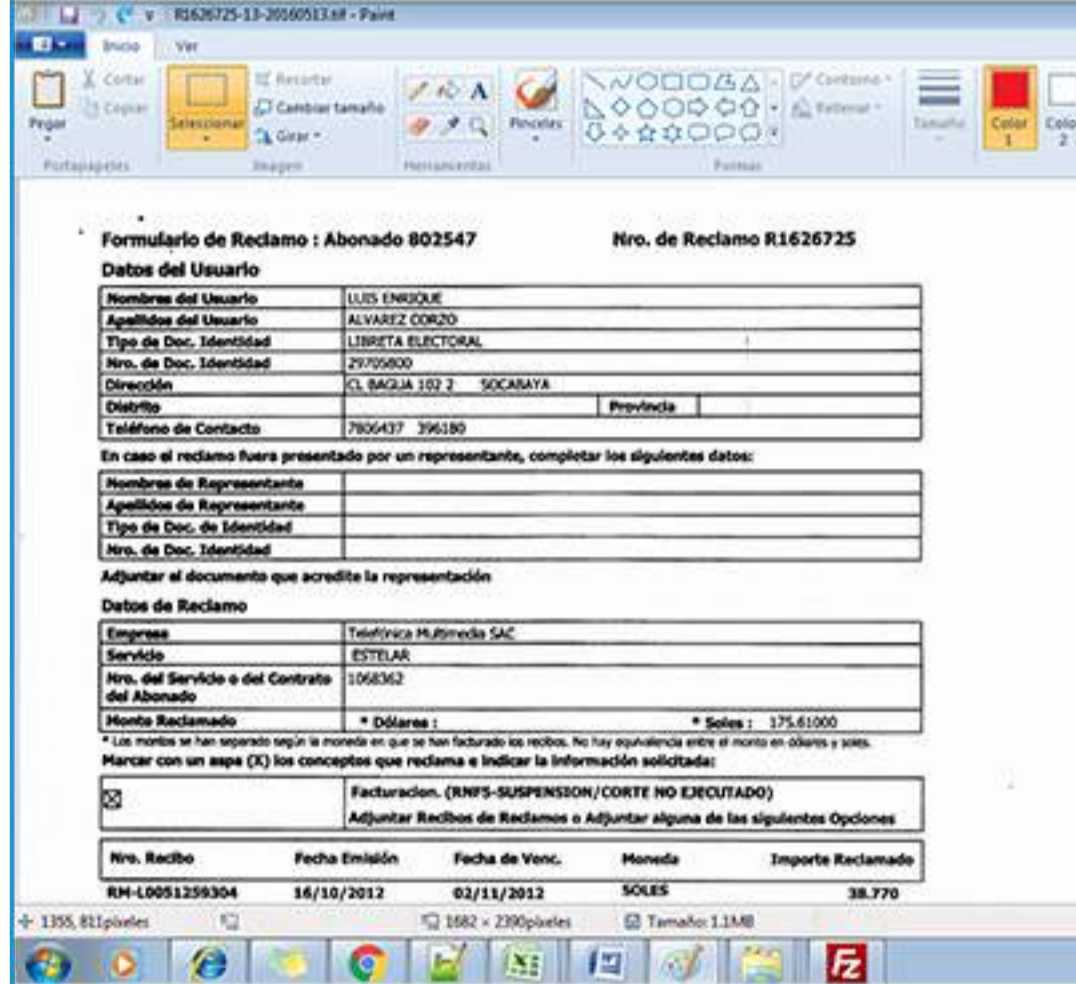 R1626725-13-20160513.tif - Paint
Inicio Ver
Cortar
Copiar
Pegar
Portapapeles
Seleccionar
Recortar
Cambiar tamaño
Girar
Imagen
A
Herramientas
Pinceles
Contorno
Rellenar
Formas
Tamaño
Color 1
Colo 2
Formulario de Reclamo : Abonado 802547 Nro. de Reclamo R1626725
Datos del Usuario
Nombres del Usuario LUIS ENRIQUE
Apellidos del Usuario ALVAREZ CORZO
Tipo de Doc. Identidad LIBRETA ELECTORAL
Nro. de Doc. Identidad 29705800
Dirección CL BAGUA 102 2 SOCABAYA
Distrito Provincia
Teléfono de Contacto 7806437 396180
En caso el reclamo fuera presentado por un representante, completar los siguientes datos:
Nombres de Representante
Apellidos de Representante
Tipo de Doc. de Identidad
Nro. de Doc. Identidad
Adjuntar el documento que acredite la representación
Datos de Reclamo
Empresa Telefónica Multimedia SAC
Servicio ESTELAR
Nro. del Servicio o del Contrato 1068362
del Abonado
Monto Reclamado * Dólares : * Soles : 175.61000
* Los montos se han separado según la moneda en que se han facturado los recibos. No hay equivalencia entre el monto en dólares y soles.
Marcar con un aspa (X) los conceptos que reclama e indicar la información solicitada:
Facturacion. (RNFS-SUSPENSION/CORTE NO EJECUTADO)
Adjuntar Recibos de Reclamos o Adjuntar alguna de las siguientes Opciones
Nro. Recibo Fecha Emisión Fecha de Venc. Moneda Importe Reclamado
RM-L0051259304 16/10/2012 02/11/2012 SOLES 38.770
1355, 811píxeles 1682 × 2390píxeles Tamaño: 1.1MB
Fz